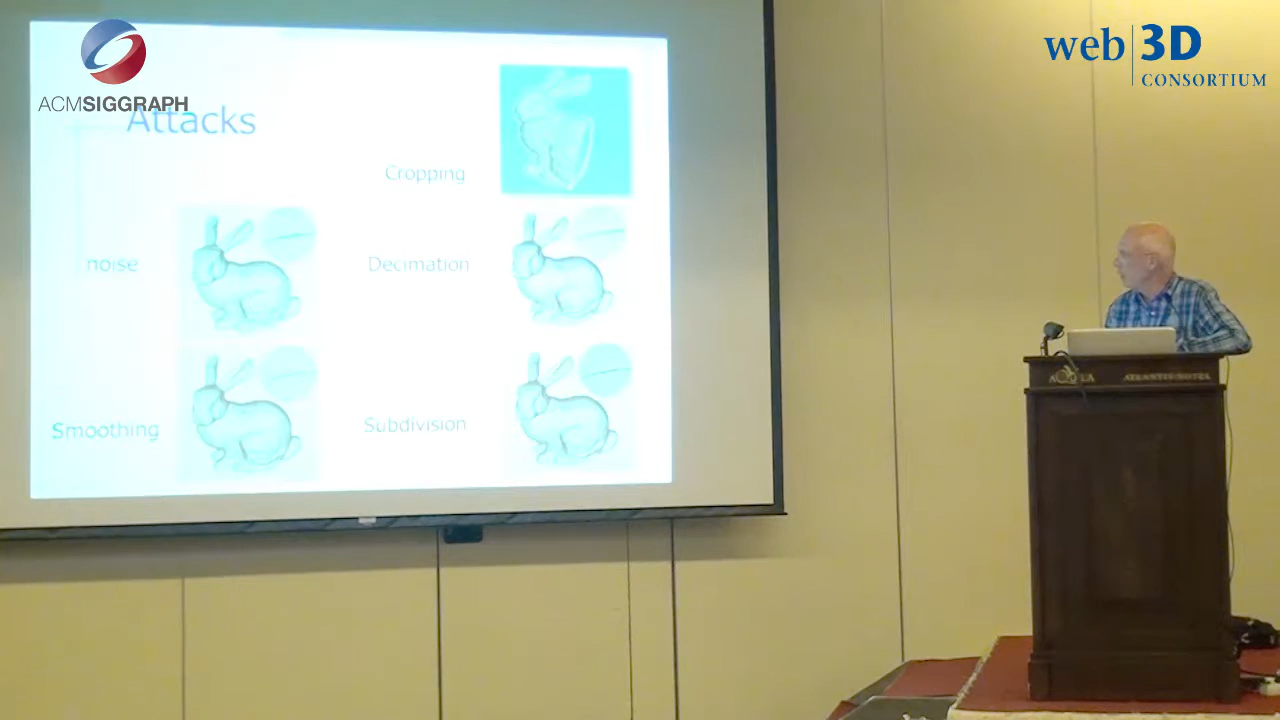 ACMSIGGRAPH
web 3D
CONSORTIUM
Attacks
Cropping
noise
Decimation
Smoothing
Subdivision